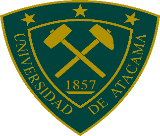 1857
UNIVERSIDAD DE ATACAMA